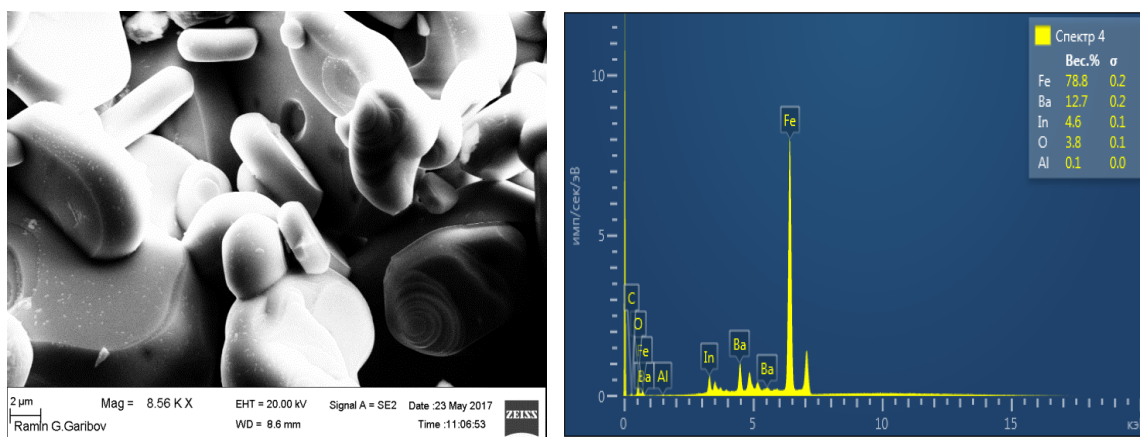 2 µm
Ramin G.Garibov
Mag = 8.56 K X
EHT = 20.00 kV
WD = 8.6 mm
Signal A = SE2
Date :23 May 2017
Time :11:06:53
ZEISS
Спектр 4
Вес.% σ
Fe 78.8 0.2
Ba 12.7 0.2
In 4.6 0.1
O 3.8 0.1
Al 0.1 0.0
имп/сек/эВ
10
5
0
C
O
Fe
Ba
Al
In
Ba
Ba
Fe
0 5 10 15 кэ